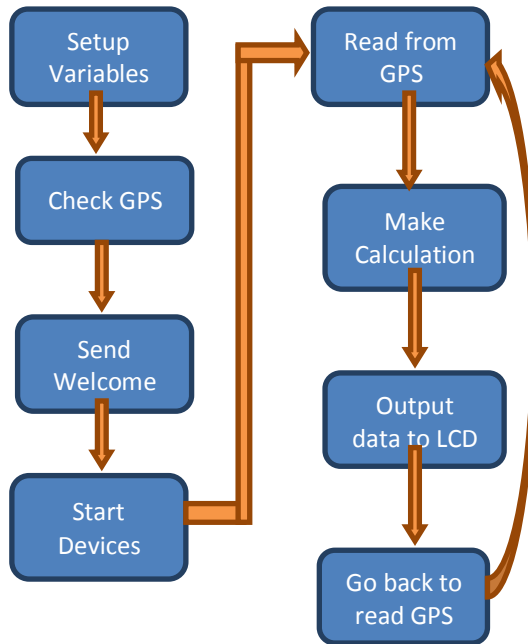 Setup
Variables
Check GPS
Send
Welcome
Start
Devices
Read from
GPS
Make
Calculation
Output
data to LCD
Go back to
read GPS